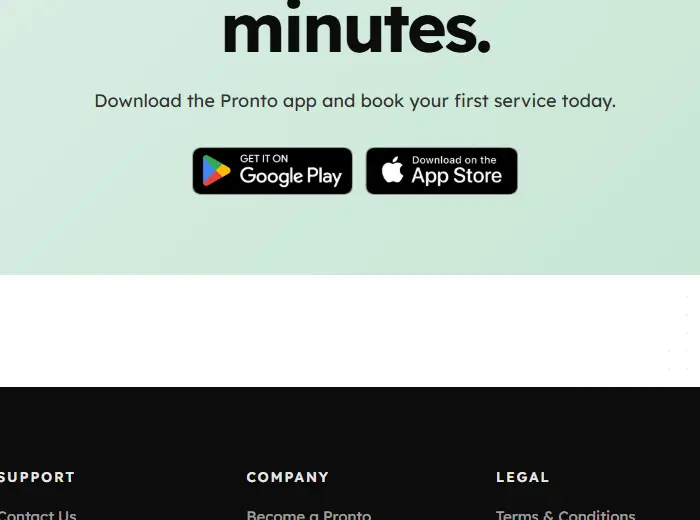 minutes.
Download the Pronto app and book your first service today.
GET IT ON
Google Play
Download on the
App Store
SUPPORT
COMPANY
LEGAL
Contact Us
Become a Pronto
Terms & Conditions